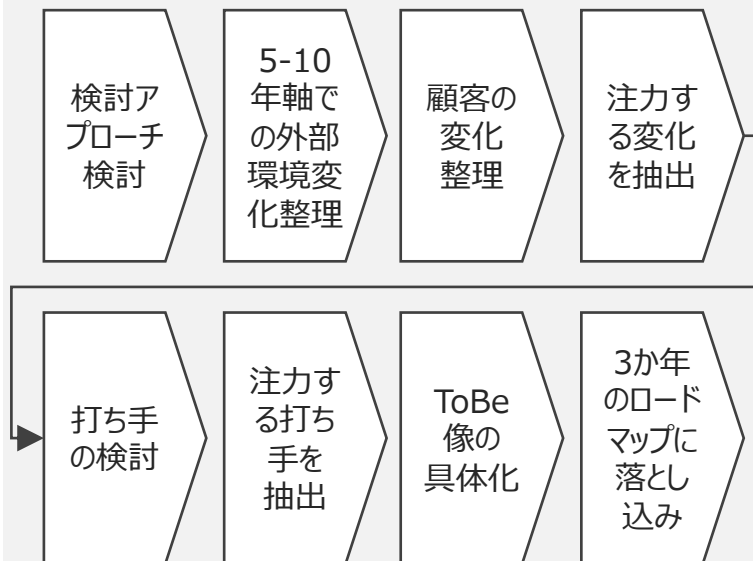 検討ア
プローチ
検討
5-10
年軸で
の外部
環境変
化整理
顧客の
変化
整理
注力す
る変化
を抽出
打ち手
の検討
注力す
る打ち
手を
抽出
ToBe
像の
具体化
3か年
のロード
マップに
落とし
込み